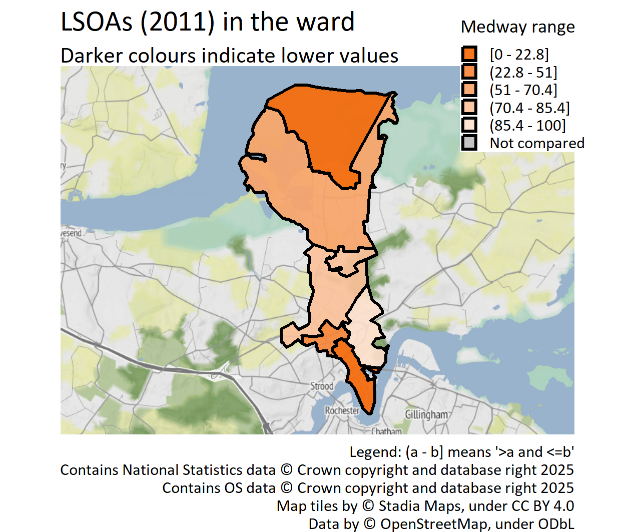 LSOAs (2011) in the ward
Darker colours indicate lower values
Medway range
[0 - 22.8]
(22.8 - 51]
(51 - 70.4]
(70.4 - 85.4]
(85.4 - 100]
Not compared
ry
vesend
Strood
Rochester
Gillingham
Chatham
Legend: (a - b] means '>a and <=b'
Contains National Statistics data © Crown copyright and database right 2025
Contains OS data © Crown copyright and database right 2025
Map tiles by © Stadia Maps, under CC BY 4.0
Data by © OpenStreetMap, under ODbL